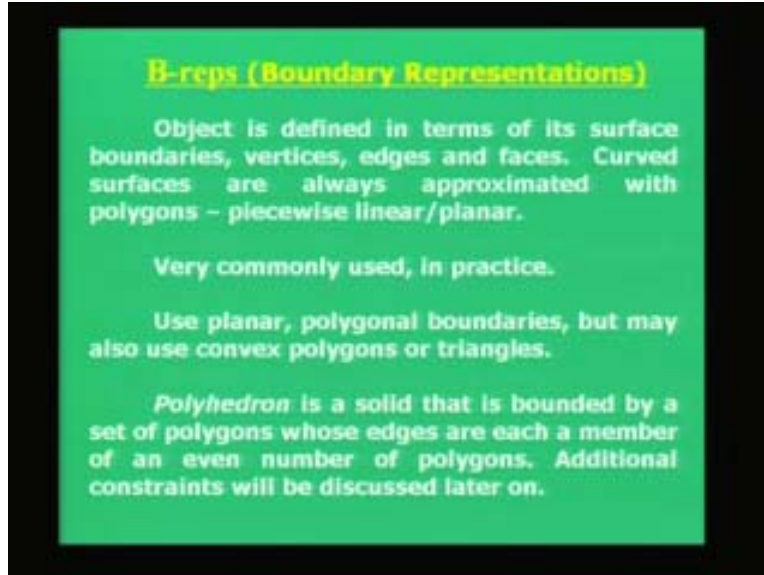 B-reps (Boundary Representations)
Object is defined in terms of its surface
boundaries, vertices, edges and faces. Curved
surfaces are always approximated with
polygons – piecewise linear/planar.
Very commonly used, in practice.
Use planar, polygonal boundaries, but may
also use convex polygons or triangles.
Polyhedron is a solid that is bounded by a
set of polygons whose edges are each a member
of an even number of polygons. Additional
constraints will be discussed later on.